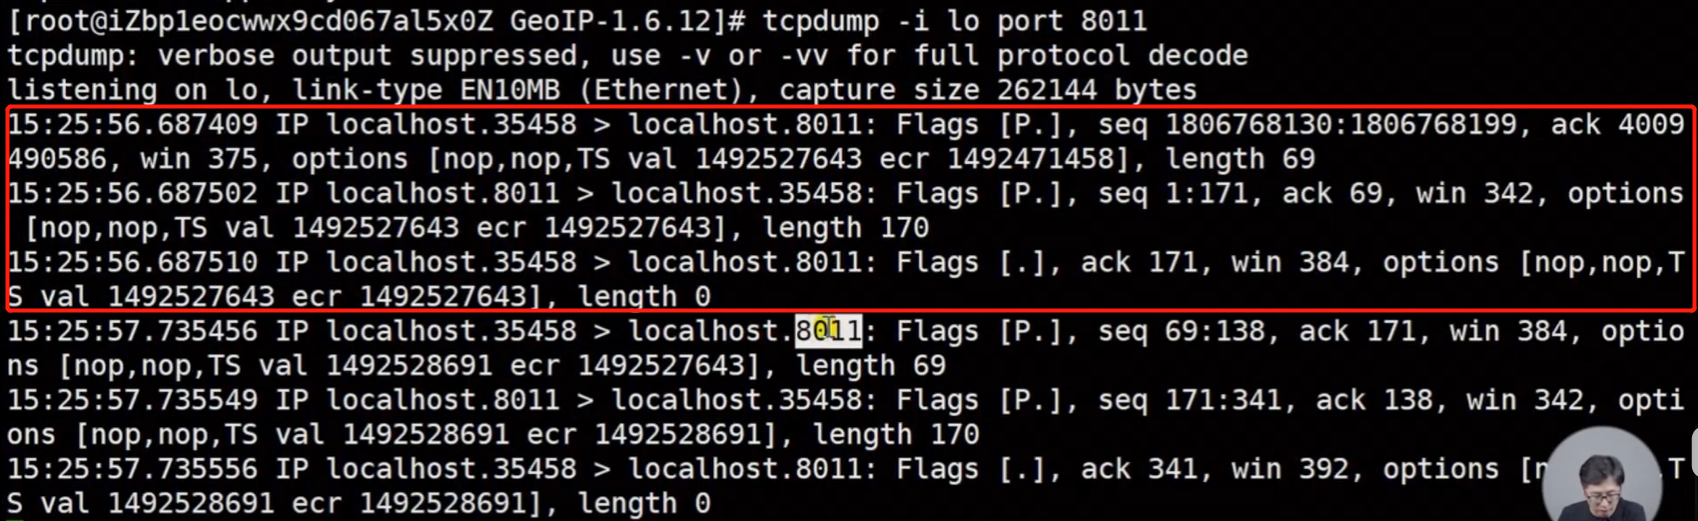 [root@iZbp1eocwwx9cd067al5x0Z GeoIP-1.6.12]# tcpdump -i lo port 8011
tcpdump: verbose output suppressed, use -v or -vv for full protocol decode
listening on lo, link-type EN10MB (Ethernet), capture size 262144 bytes
15:25:56.687409 IP localhost.35458 > localhost.8011: Flags [P.], seq 1806768130:1806768199, ack 4009
490586, win 375, options [nop,nop,TS val 1492527643 ecr 1492471458], length 69
15:25:56.687502 IP localhost.8011 > localhost.35458: Flags [P.], seq 1:171, ack 69, win 342, options
[nop,nop,TS val 1492527643 ecr 1492527643], length 170
15:25:56.687510 IP localhost.35458 > localhost.8011: Flags [.], ack 171, win 384, options [nop,nop,T
S val 1492527643 ecr 1492527643], length 0
15:25:57.735456 IP localhost.35458 > localhost.8011: Flags [P.], seq 69:138, ack 171, win 384, optio
ns [nop,nop,TS val 1492528691 ecr 1492527643], length 69
15:25:57.735549 IP localhost.8011 > localhost.35458: Flags [P.], seq 171:341, ack 138, win 342, opti
ons [nop,nop,TS val 1492528691 ecr 1492528691], length 170
15:25:57.735556 IP localhost.35458 > localhost.8011: Flags [.], ack 341, win 392, options
S val 1492528691 ecr 1492528691], length 0